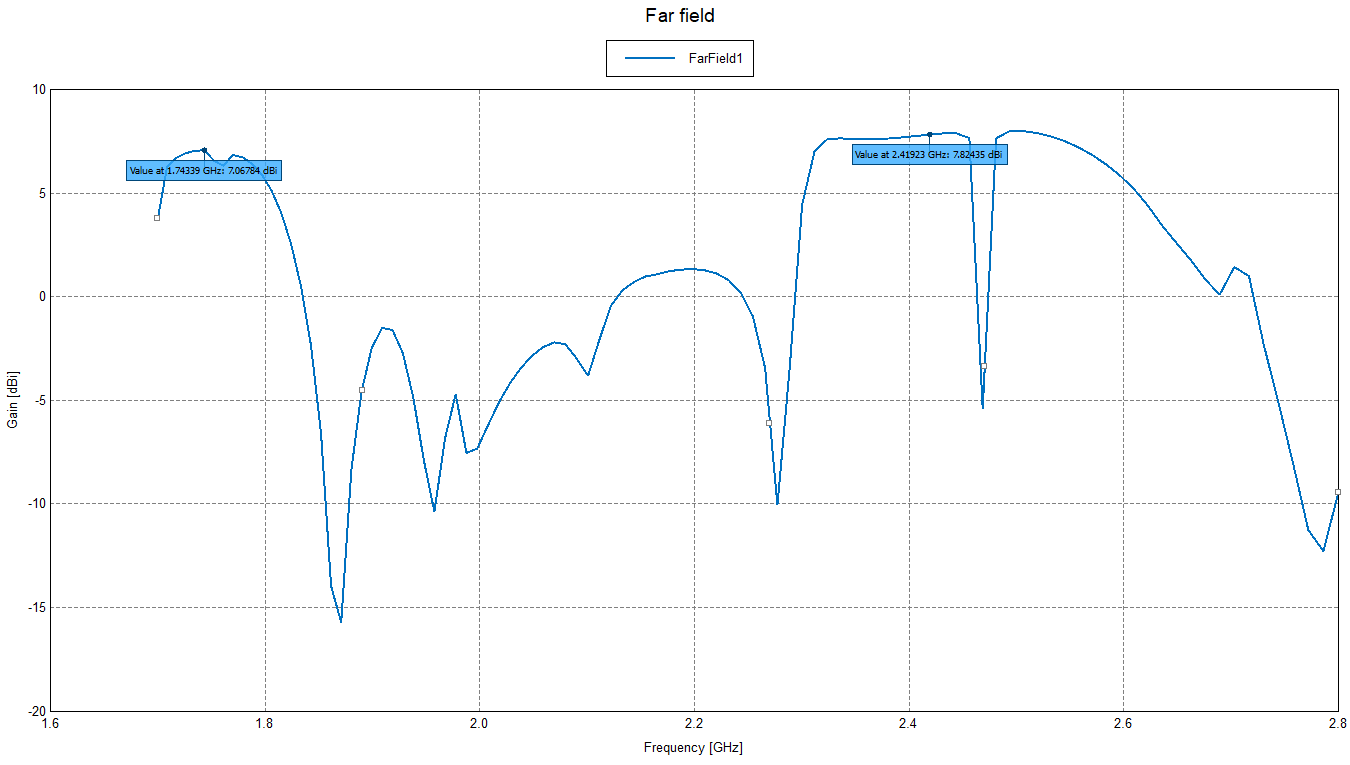 Far field
FarField1
10
5
0
-5
-10
-15
-20
Gain [dBi]
Value at 1.74339 GHz: 7.06784 dBi
Value at 2.41923 GHz: 7.82435 dBi
1.6
1.8
2.0
2.2
2.4
2.6
2.8
Frequency [GHz]